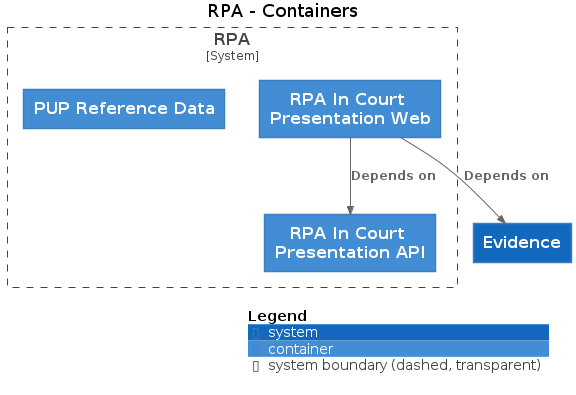 RPA - Containers
RPA
[System]
PUP Reference Data
RPA In Court
Presentation Web
Depends on
Depends on
RPA In Court
Presentation API
Evidence
Legend
system
container
system boundary (dashed, transparent)